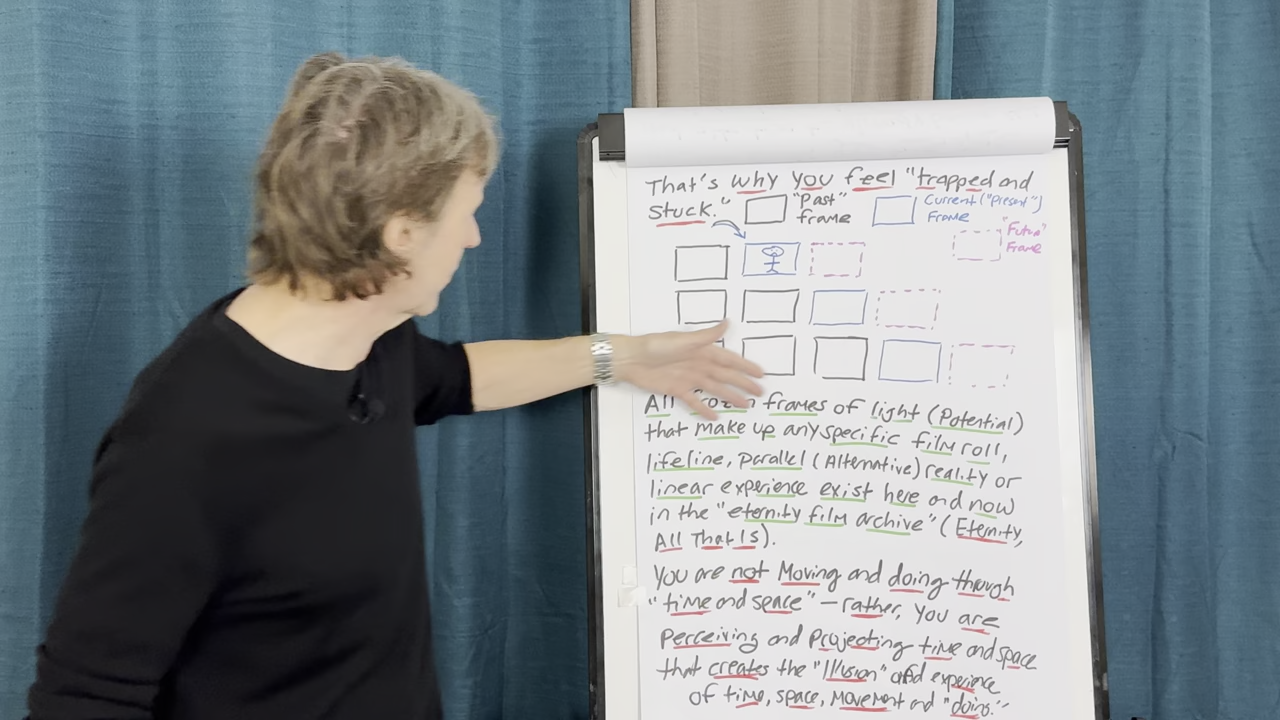 That's why you feel "trapped and
stuck."
"Past"
frame
Current ("Present")
Frame
"Future"
Frame
All frozen frames of light (Potential)
that make up any specific film roll,
lifeline, parallel (Alternative) reality or
linear experience exist here and now
in the "eternity film archive" (Eternity,
All That Is).
You are not Moving and doing through
"time and space" – rather, you are
perceiving and projecting time and space
that creates the "Illusion" and experience
of time, space, movement and "doing."